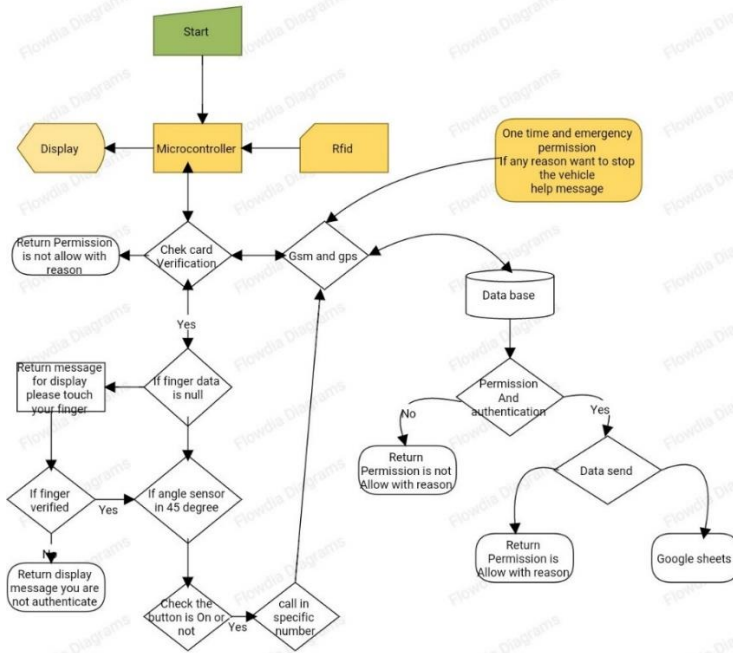 Start
Display
Microcontroller
Rfid
One time and emergency
permission
If any reason want to stop
the vehicle
help message
Return Permission
is not allow with
reason
Chek card
Verification
Gsm and gps
Data base
Yes
Return message
for display
please touch
your finger
If finger data
is null
Permission
And
authentication
No
Yes
Return
Permission is not
Allow with reason
Data send
If finger
verified
Yes
If angle sensor
in 45 degree
No
Return display
message you are
not authenticate
Check the
button is On or
not
Yes
call in
specific
number
Return
Permission is
Allow with reason
Google sheets
Flowdia Diagrams